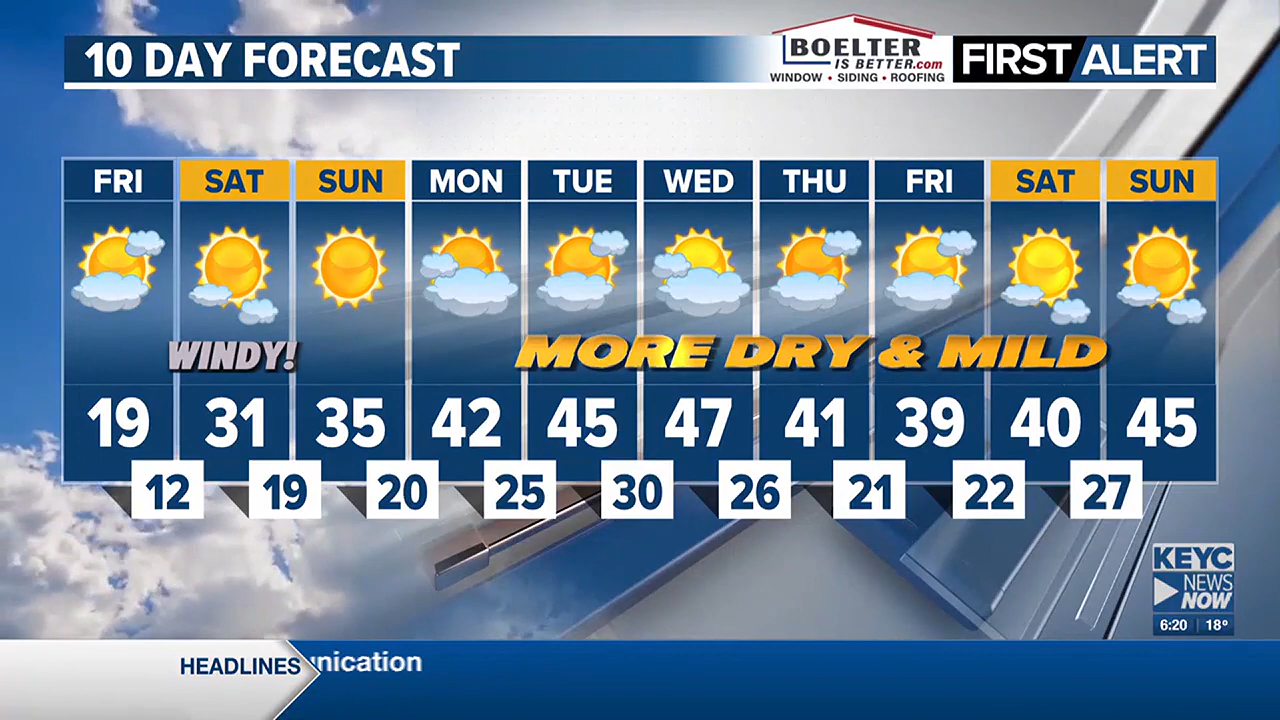 10 DAY FORECAST
BOELTER
IS BETTER.com
WINDOW • SIDING • ROOFING
FIRST ALERT
FRI SAT SUN MON TUE WED THU FRI SAT SUN
WINDY! MORE DRY & MILD
19 31 35 42 45 47 41 39 40 45
12 19 20 25 30 26 21 22 27
KEYC
NEWS
NOW
6:20 18°
HEADLINES nication